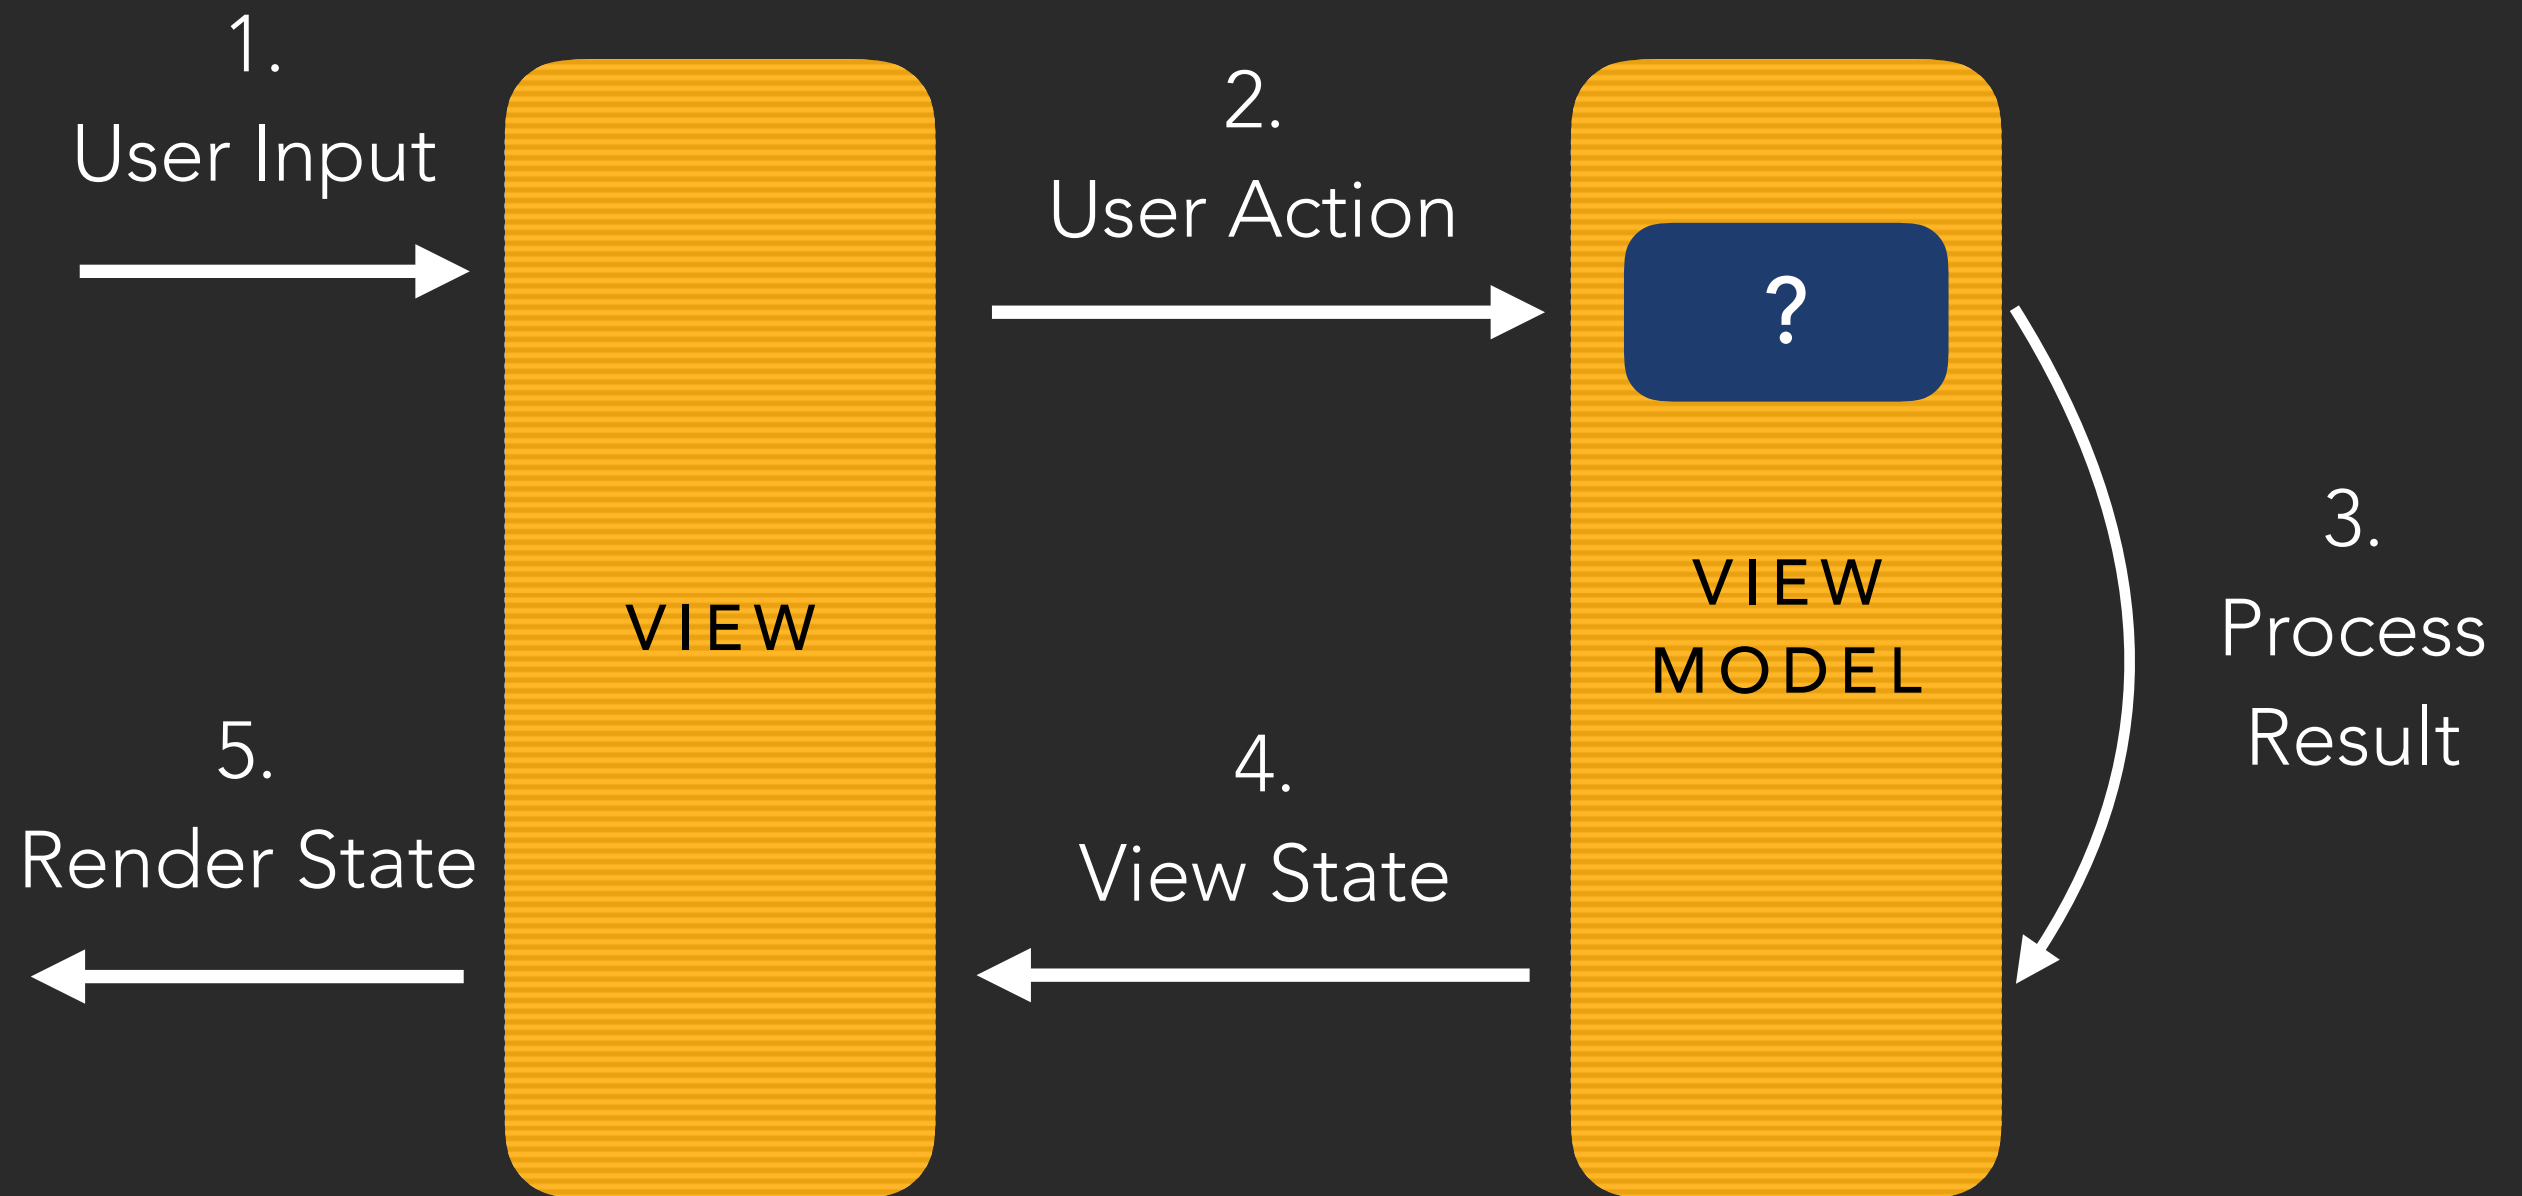 1.
User Input
2.
User Action
?
VIEW
VIEW
MODEL
3.
Process
Result
4.
View State
5.
Render State